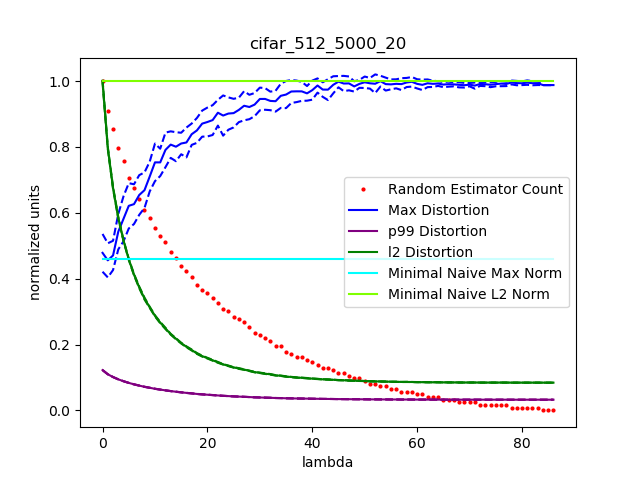 cifar_512_5000_20
normalized units
1.0
0.8
0.6
0.4
0.2
0.0
Random Estimator Count
Max Distortion
p99 Distortion
l2 Distortion
Minimal Naive Max Norm
Minimal Naive L2 Norm
0 20 40 60 80
lambda